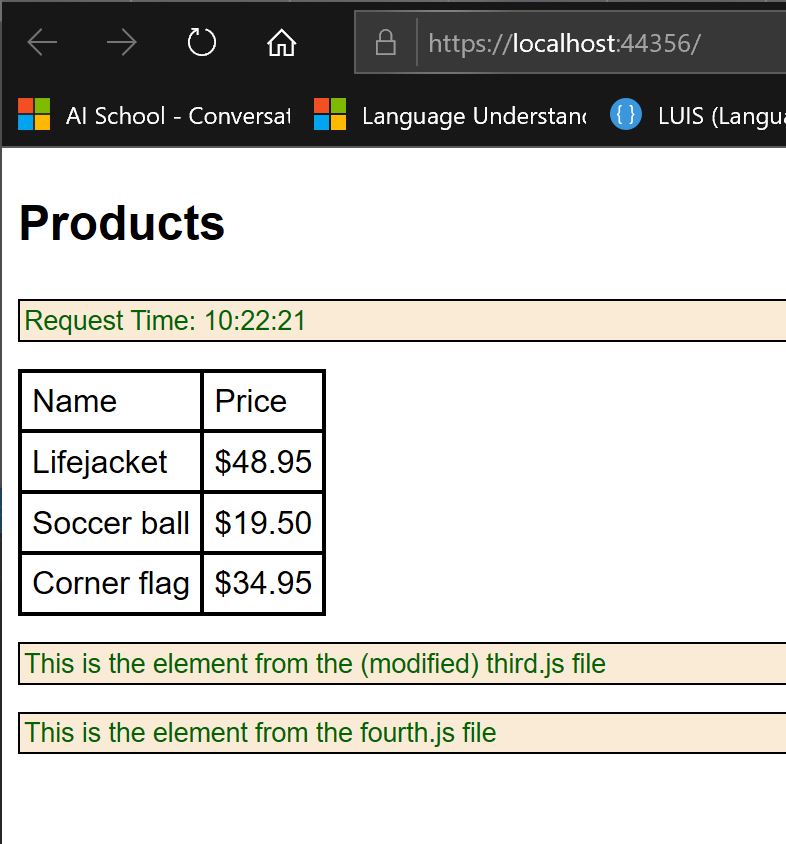 https://localhost:44356/
AI School - Conversat Language Understand {} LUIS (Langu
Products
Request Time: 10:22:21
Name Price
Lifejacket $48.95
Soccer ball $19.50
Corner flag $34.95
This is the element from the (modified) third.js file
This is the element from the fourth.js file